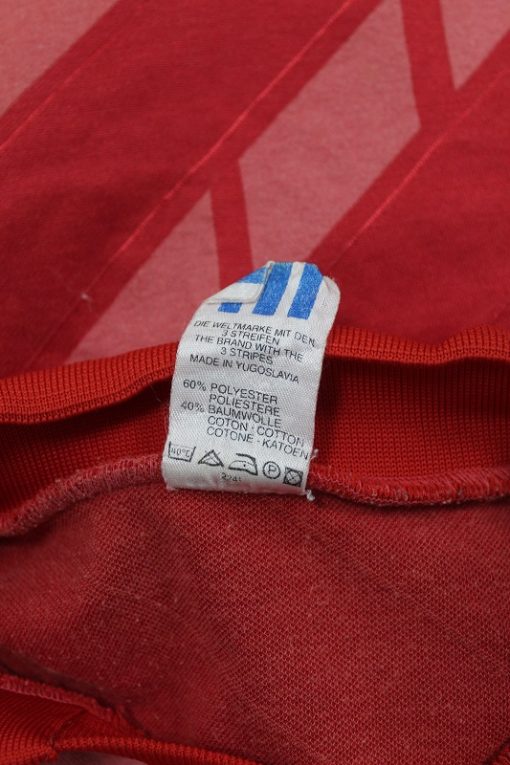 DIE WELTMARKE MIT DEN
3 STREIFEN
THE BRAND WITH THE
3 STRIPES
MADE IN YUGOSLAVIA
60% POLYESTER
POLIESTERE
40% BAUMWOLLE
COTON - COTTON
COTONE - KATOEN
40°C P